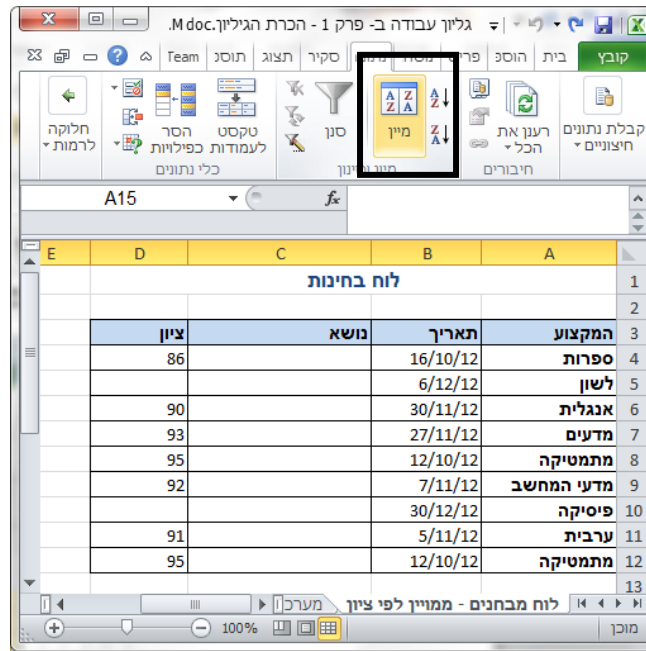 גליון עבודה ב- פרק 1 - הכרת הגיליון.M doc
קובץ בית הוספ פריס תצוג סקיר תוסנ Team
קבלת נתונים חיצוניים
רענן את הכל
מיין
סנן
טקסט לעמודות
הסר כפילויות
חלוקה לרמות
חיבורים
כלי נתונים
A15 fx
A B C D E
1 לוח בחינות
2
3 המקצוע תאריך נושא ציון
4 ספרות 16/10/12 86
5 לשון 6/12/12
6 אנגלית 30/11/12 90
7 מדעים 27/11/12 93
8 מתמטיקה 12/10/12 95
9 מדעי המחשב 7/11/12 92
10 פיסיקה 30/12/12
11 ערבית 5/11/12 91
12 מתמטיקה 12/10/12 95
13
לוח מבחנים - ממויין לפי ציון מערכ
מוכן 100%